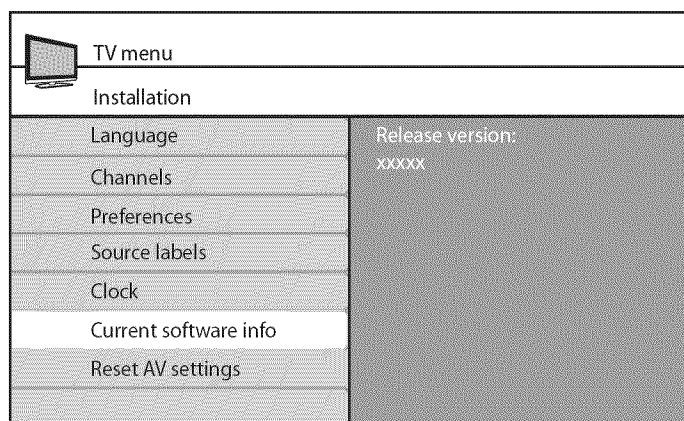 TV menu
Installation
Language
Channels
Preferences
Source labels
Clock
Current software info
Reset AV settings
Release version:
xxxxx